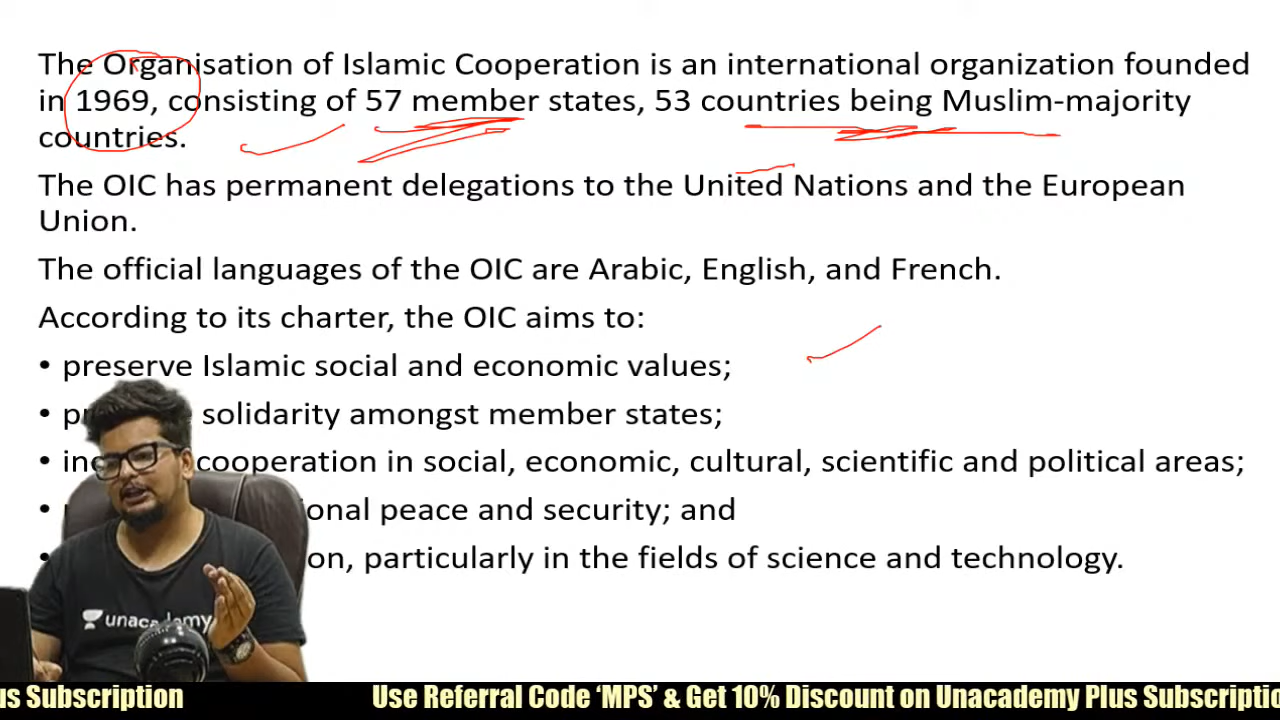 The Organisation of Islamic Cooperation is an international organization founded
in 1969, consisting of 57 member states, 53 countries being Muslim-majority
countries.
The OIC has permanent delegations to the United Nations and the European
Union.
The official languages of the OIC are Arabic, English, and French.
According to its charter, the OIC aims to:
• preserve Islamic social and economic values;
• solidarity amongst member states;
• cooperation in social, economic, cultural, scientific and political areas;
• peace and security; and
• particularly in the fields of science and technology.
unacademy
us Subscription Use Referral Code ‘MPS’ & Get 10% Discount on Unacademy Plus